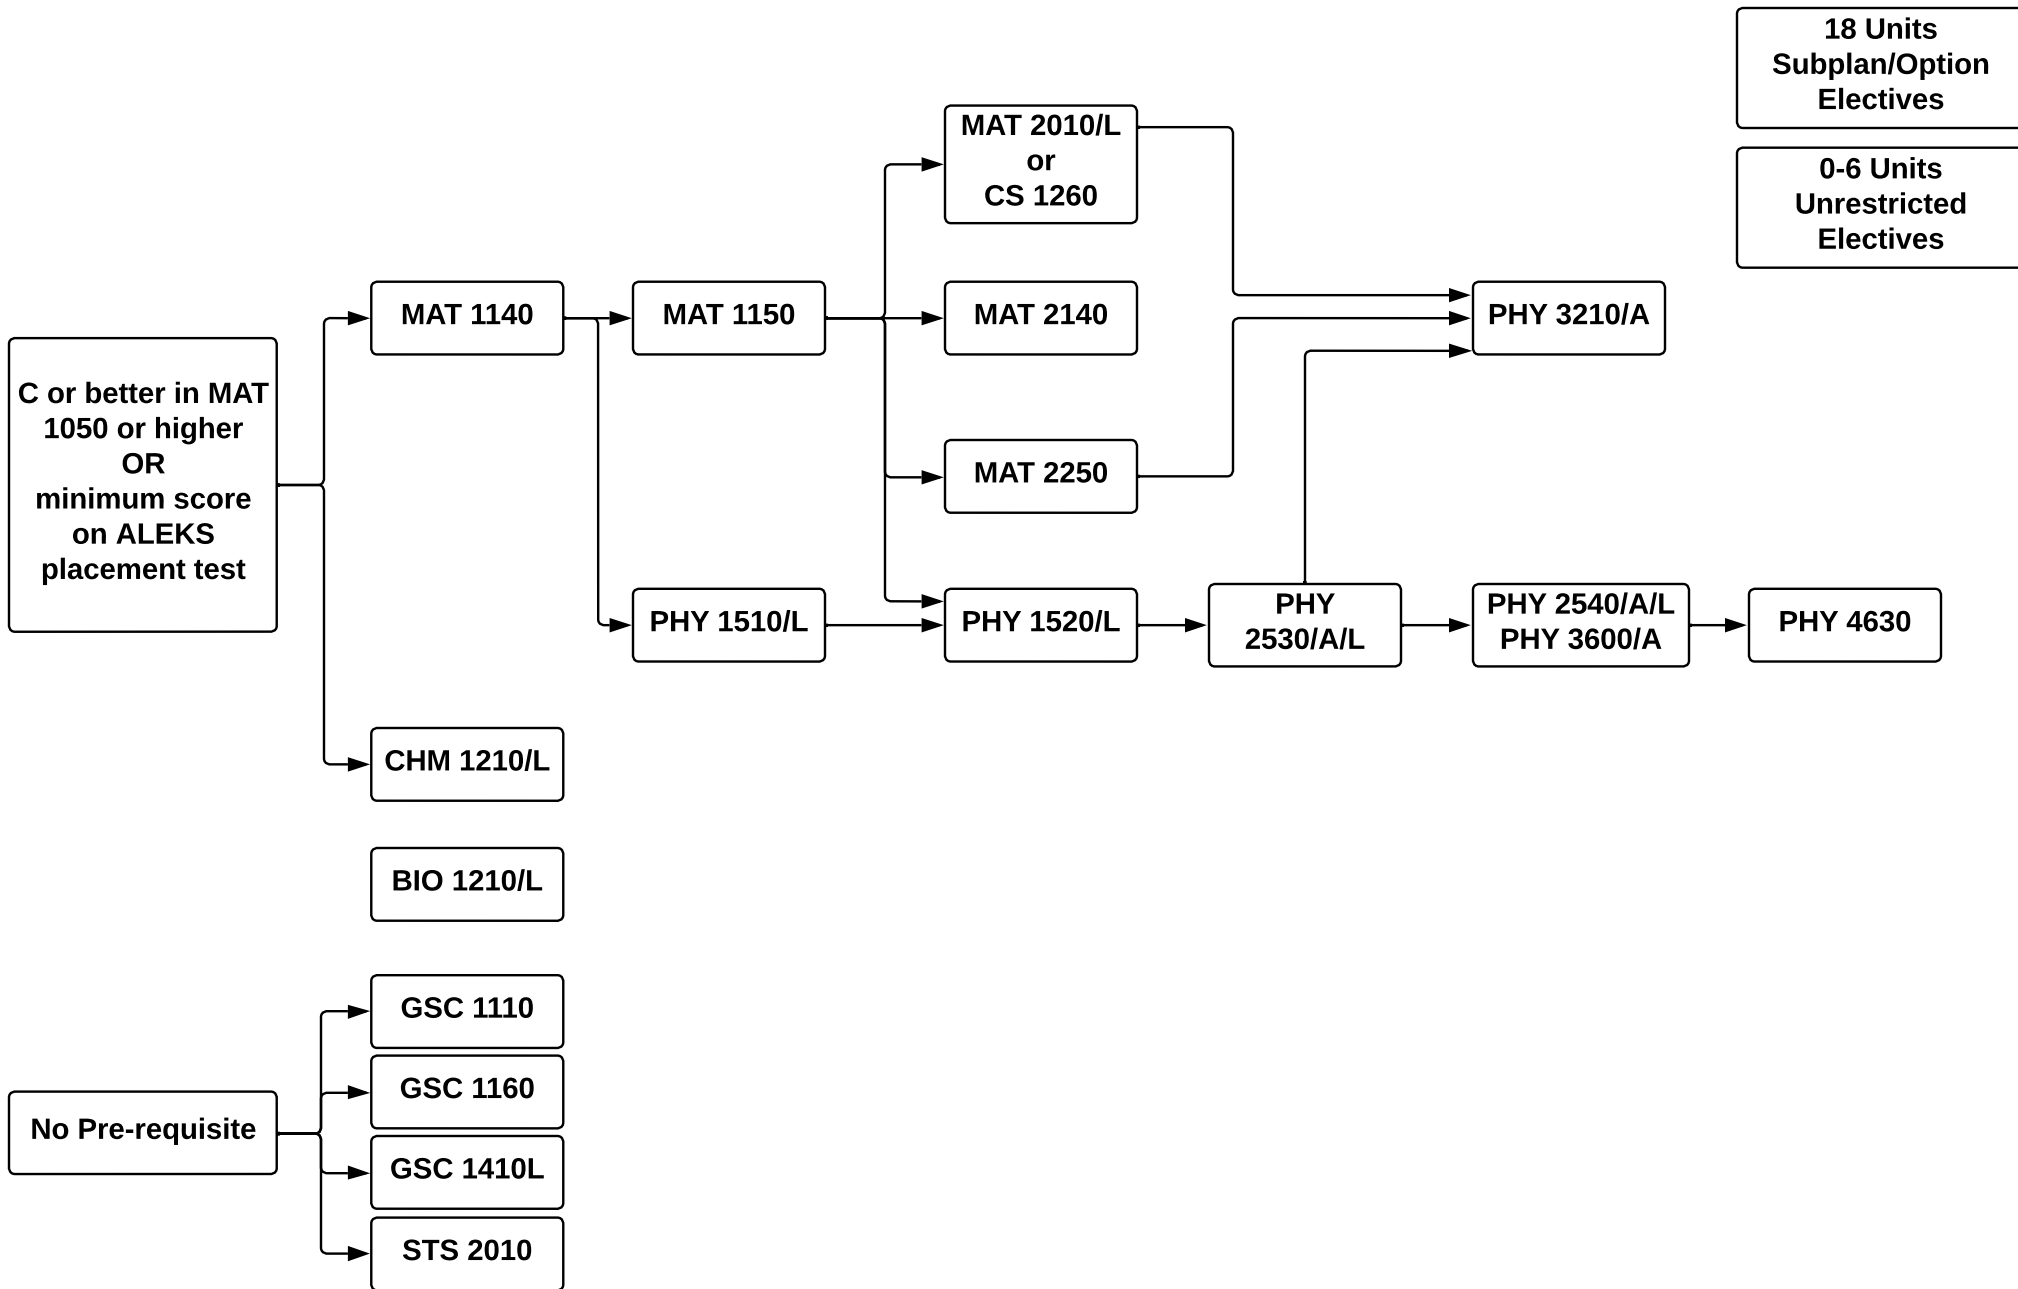 18 Units
Subplan/Option
Electives
0-6 Units
Unrestricted
Electives
MAT 2010/L
or
CS 1260
MAT 1140
MAT 1150
MAT 2140
PHY 3210/A
C or better in MAT
1050 or higher
OR
minimum score
on ALEKS
placement test
MAT 2250
PHY 1510/L
PHY 1520/L
PHY
2530/A/L
PHY 2540/A/L
PHY 3600/A
PHY 4630
CHM 1210/L
BIO 1210/L
No Pre-requisite
GSC 1110
GSC 1160
GSC 1410L
STS 2010